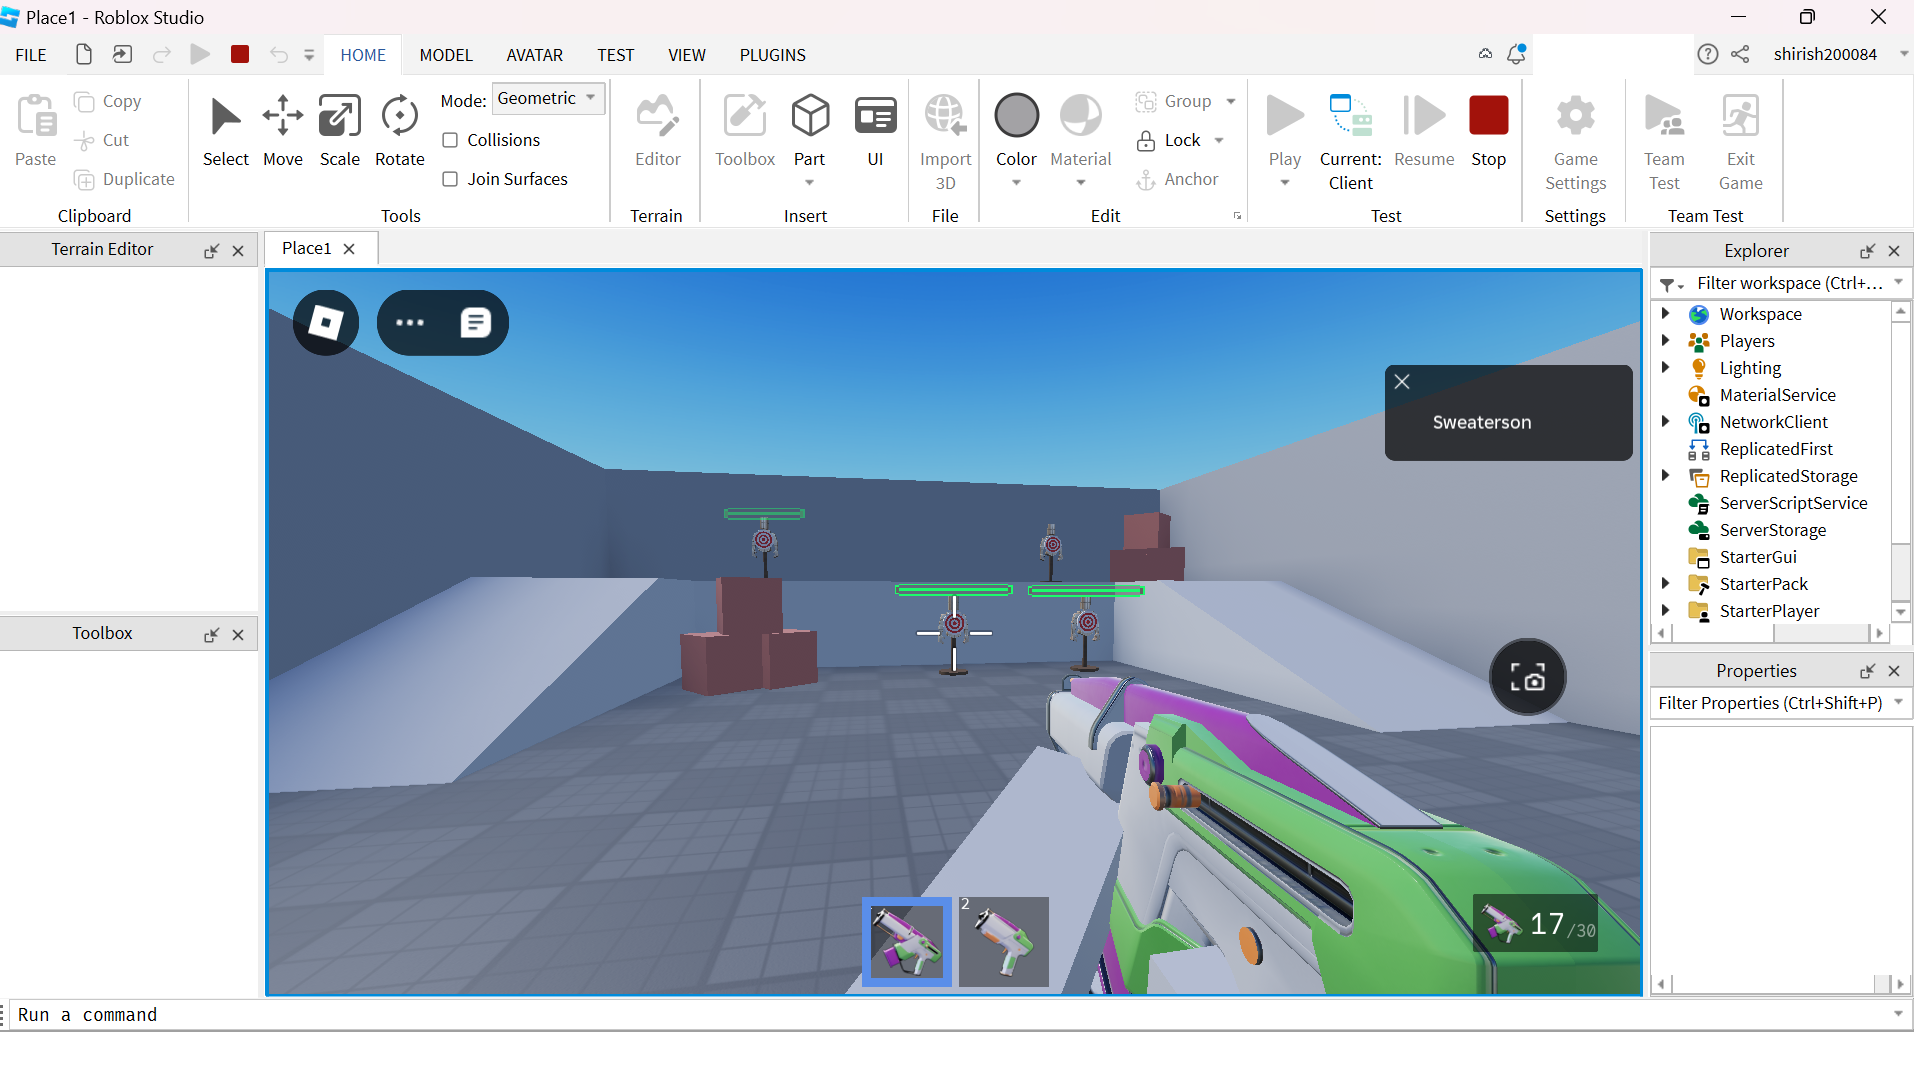 Place1 - Roblox Studio
FILE
HOME
MODEL
AVATAR
TEST
VIEW
PLUGINS
shirish200084
Paste
Copy
Cut
Duplicate
Clipboard
Select
Move
Scale
Rotate
Mode: Geometric
Collisions
Join Surfaces
Tools
Editor
Terrain
Toolbox
Part
UI
Insert
Import
3D
File
Color
Material
Group
Lock
Anchor
Edit
Play
Current:
Client
Resume
Stop
Test
Game
Settings
Settings
Team
Test
Exit
Game
Team Test
Terrain Editor
Toolbox
Place1
Sweaterson
2
17/30
Explorer
Filter workspace (Ctrl+...
Workspace
Players
Lighting
MaterialService
NetworkClient
ReplicatedFirst
ReplicatedStorage
ServerScriptService
ServerStorage
StarterGui
StarterPack
StarterPlayer
Properties
Filter Properties (Ctrl+Shift+P)
Run a command